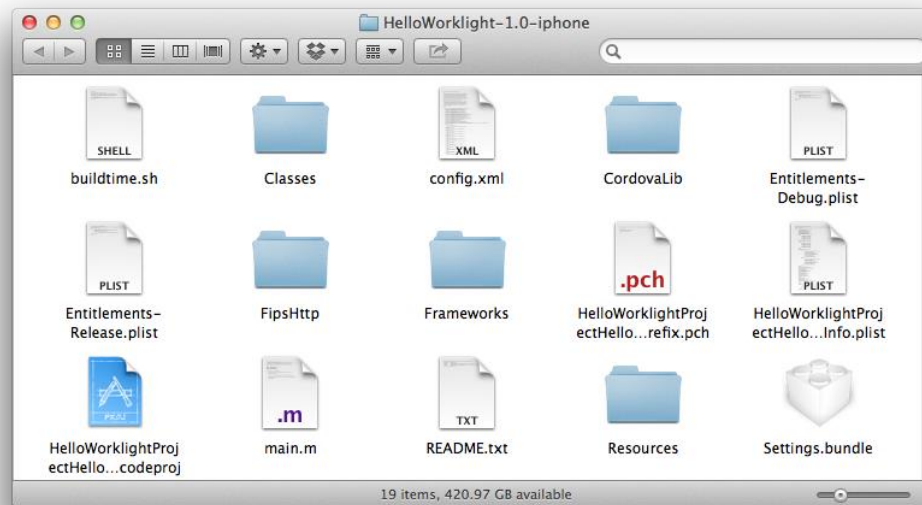 HelloWorklight-1.0-iphone
SHELL
XML
PLIST
buildtime.sh
Classes
config.xml
CordovaLib
Entitlements-
Debug.plist
PLIST
.pch
PLIST
Entitlements-
Release.plist
FipsHttp
Frameworks
HelloWorklightProj
ectHello...refix.pch
HelloWorklightProj
ectHello...Info.plist
PROJ
.m
TXT
HelloWorklightProj
ectHello...codeproj
main.m
README.txt
Resources
Settings.bundle
19 items, 420.97 GB available